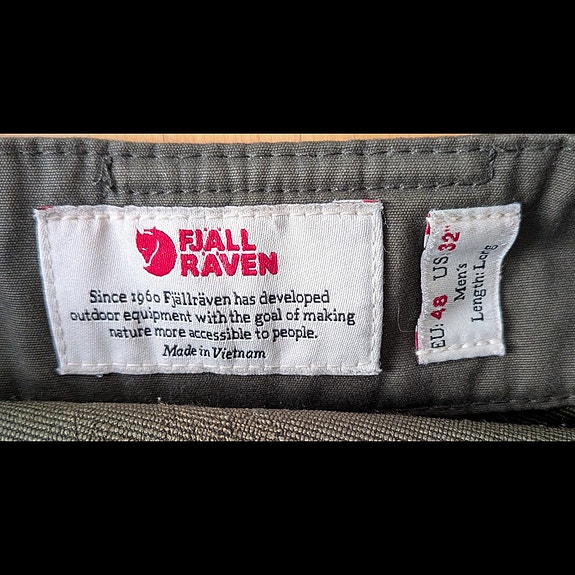 FJÄLL
RÄVEN
Since 1960 Fjällräven has developed
outdoor equipment with the goal of making
nature more accessible to people.
Made in Vietnam
EU: 48 US: 32"
Men's
Length: Long